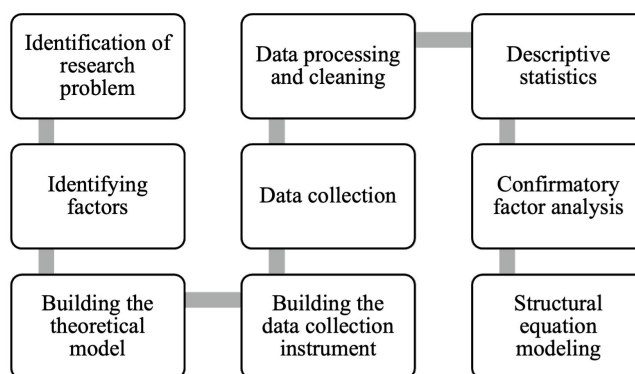 Identification of
research
problem
Identifying
factors
Building the
theoretical
model
Building the
data collection
instrument
Data collection
Data processing
and cleaning
Descriptive
statistics
Confirmatory
factor analysis
Structural
equation
modeling